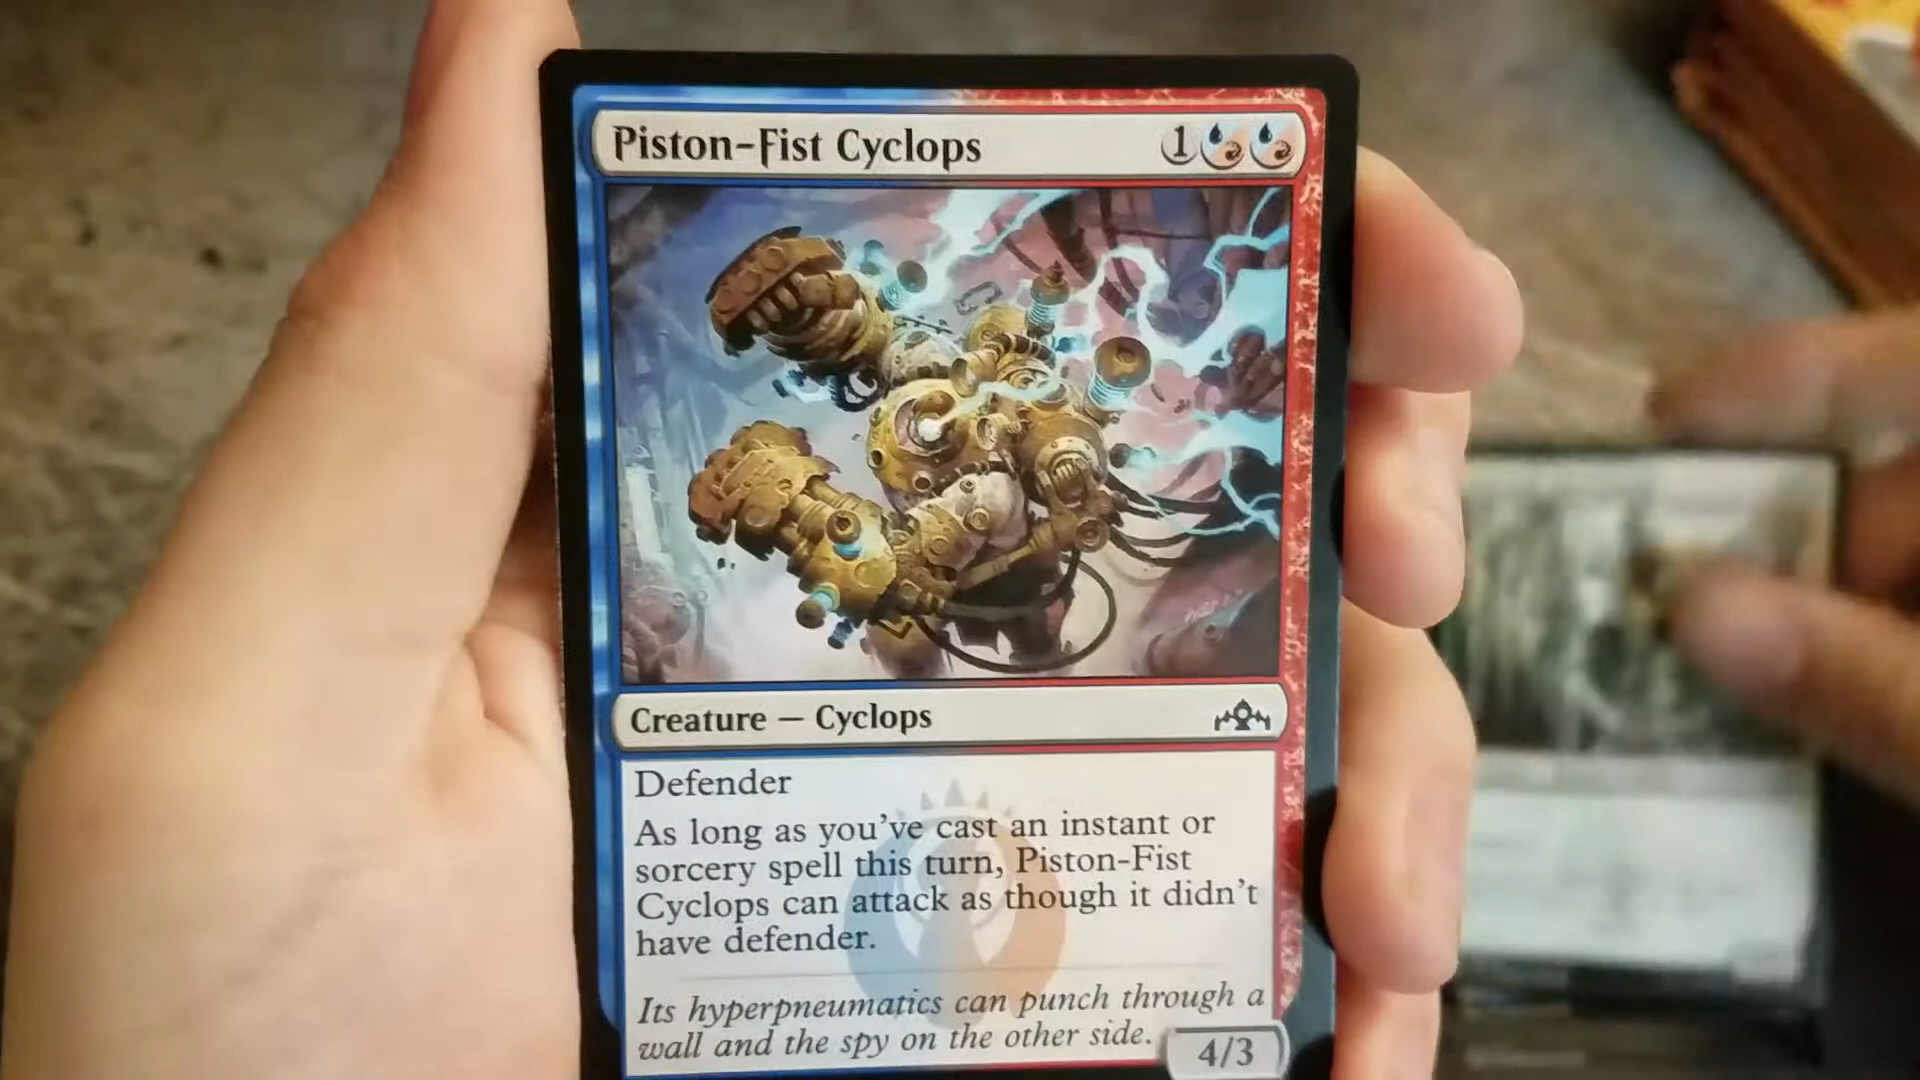 Piston-Fist Cyclops 1
Creature — Cyclops
Defender
As long as you've cast an instant or
sorcery spell this turn, Piston-Fist
Cyclops can attack as though it didn't
have defender.
Its hyperpneumatics can punch through a
wall and the spy on the other side.
4/3